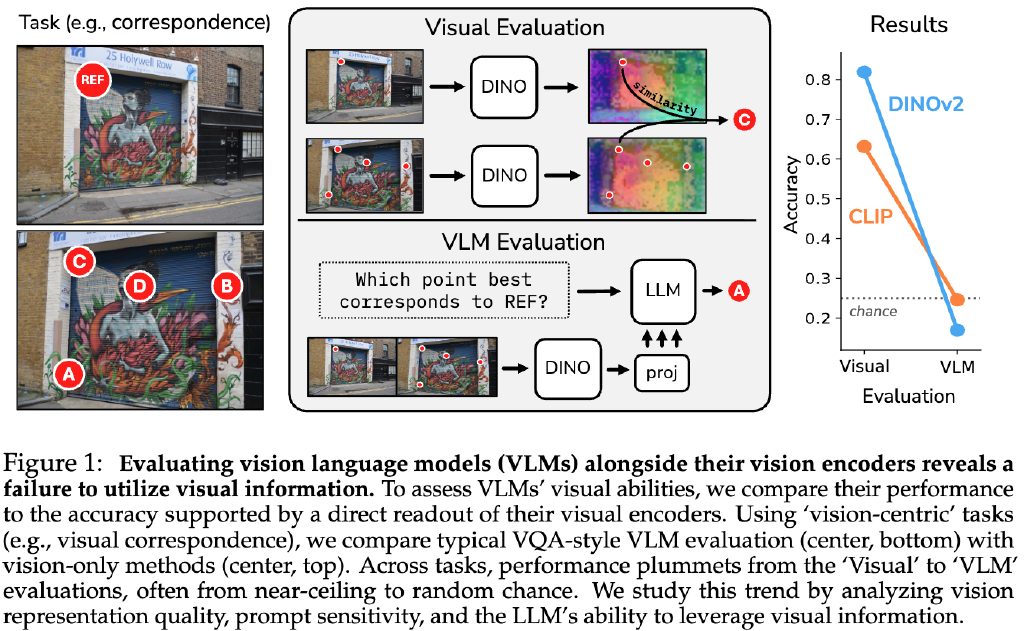 Task (e.g., correspondence)
25 Holywell Row
REF
C
D
B
A
Visual Evaluation
DINO
similarity
C
DINO
VLM Evaluation
Which point best
corresponds to REF?
LLM
A
DINO
proj
Results
0.8
0.7
0.6
0.5
0.4
0.3
0.2
Accuracy
DINOv2
CLIP
chance
Visual
VLM
Evaluation
Figure 1: Evaluating vision language models (VLMs) alongside their vision encoders reveals a
failure to utilize visual information. To assess VLMs' visual abilities, we compare their performance
to the accuracy supported by a direct readout of their visual encoders. Using 'vision-centric' tasks
(e.g., visual correspondence), we compare typical VQA-style VLM evaluation (center, bottom) with
vision-only methods (center, top). Across tasks, performance plummets from the 'Visual' to 'VLM'
evaluations, often from near-ceiling to random chance. We study this trend by analyzing vision
representation quality, prompt sensitivity, and the LLM's ability to leverage visual information.